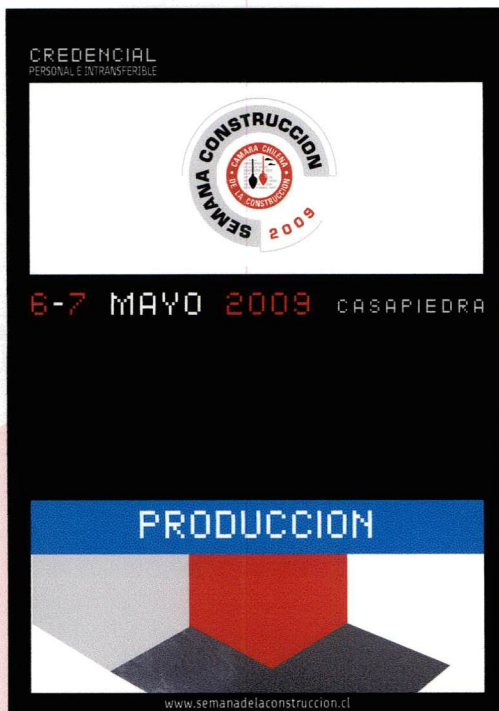 CREDENCIAL
PERSONAL E INTRANSFERIBLE
SEMANA CONSTRUCCION
2009
CAMARA CHILENA
DE LA CONSTRUCCION
6-7 MAYO 2009 CASAPIEDRA
PRODUCCION
www.semanadelaconstruccion.cl